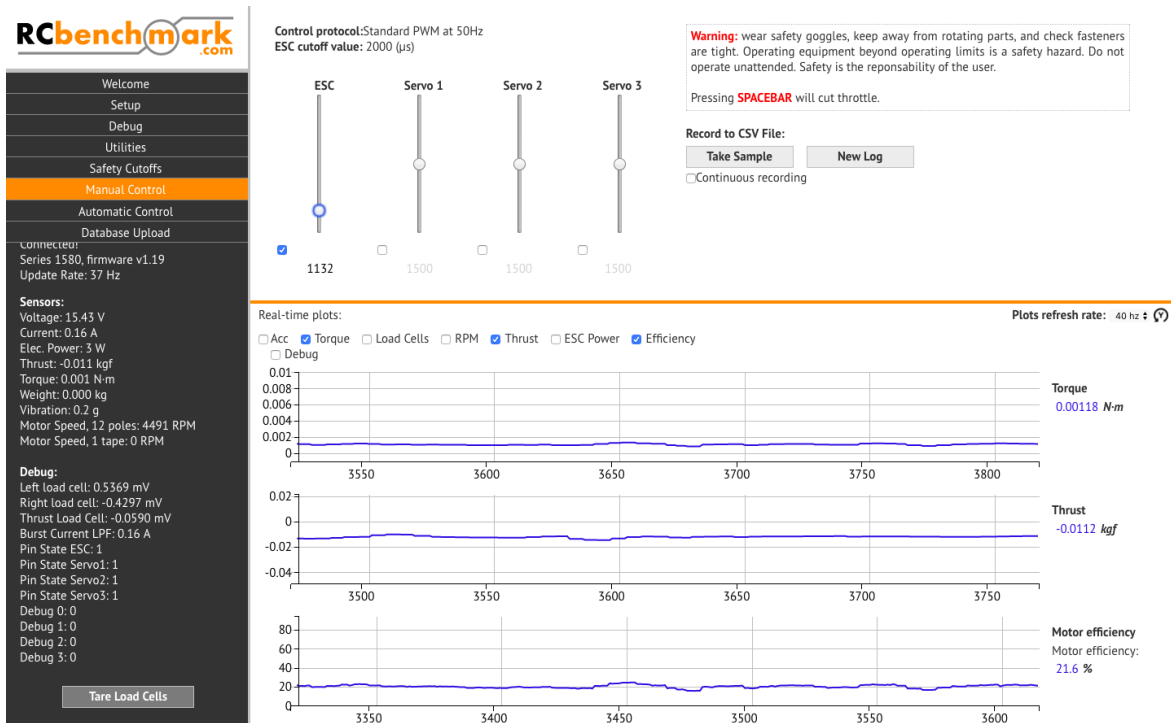 RCbenchmark
.com
Welcome
Setup
Debug
Utilities
Safety Cutoffs
Manual Control
Automatic Control
Database Upload
Connected!
Series 1580, firmware v1.19
Update Rate: 37 Hz
Sensors:
Voltage: 15.43 V
Current: 0.16 A
Elec. Power: 3 W
Thrust: -0.011 kgf
Torque: 0.001 N·m
Weight: 0.000 kg
Vibration: 0.2 g
Motor Speed, 12 poles: 4491 RPM
Motor Speed, 1 tape: 0 RPM
Debug:
Left load cell: 0.5369 mV
Right load cell: -0.4297 mV
Thrust Load Cell: -0.0590 mV
Burst Current LPF: 0.16 A
Pin State ESC: 1
Pin State Servo1: 1
Pin State Servo2: 1
Pin State Servo3: 1
Debug 0: 0
Debug 1: 0
Debug 2: 0
Debug 3: 0
Tare Load Cells
Control protocol:Standard PWM at 50Hz
ESC cutoff value: 2000 (µs)
ESC Servo 1 Servo 2 Servo 3
1132 1500 1500 1500
Warning: wear safety goggles, keep away from rotating parts, and check fasteners
are tight. Operating equipment beyond operating limits is a safety hazard. Do not
operate unattended. Safety is the reponsability of the user.
Pressing SPACEBAR will cut throttle.
Record to CSV File:
Take Sample New Log
Continuous recording
Real-time plots: Plots refresh rate: 40 hz
Acc Torque Load Cells RPM Thrust ESC Power Efficiency
Debug
0.01
0.008
0.006
0.004
0.002
0
3550 3600 3650 3700 3750 3800
Torque
0.00118 N·m
0.02
0
-0.02
-0.04
3500 3550 3600 3650 3700 3750
Thrust
-0.0112 kgf
80
60
40
20
0
3350 3400 3450 3500 3550 3600
Motor efficiency
Motor efficiency:
21.6 %